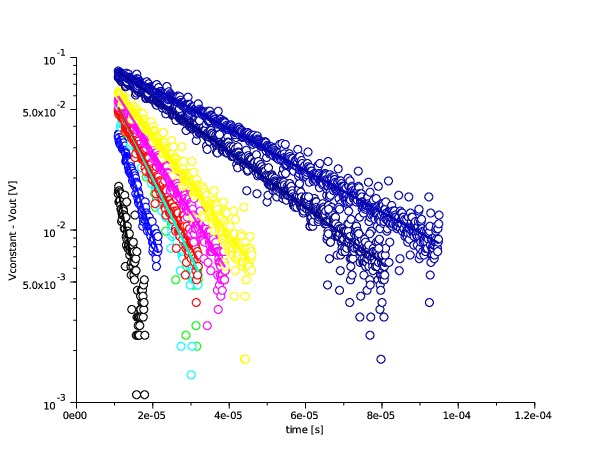 10^-1
5.0x10^-2
10^-2
5.0x10^-3
10^-3
Vconstant - Vout [V]
0e00 2e-05 4e-05 6e-05 8e-05 1e-04 1.2e-04
time [s]